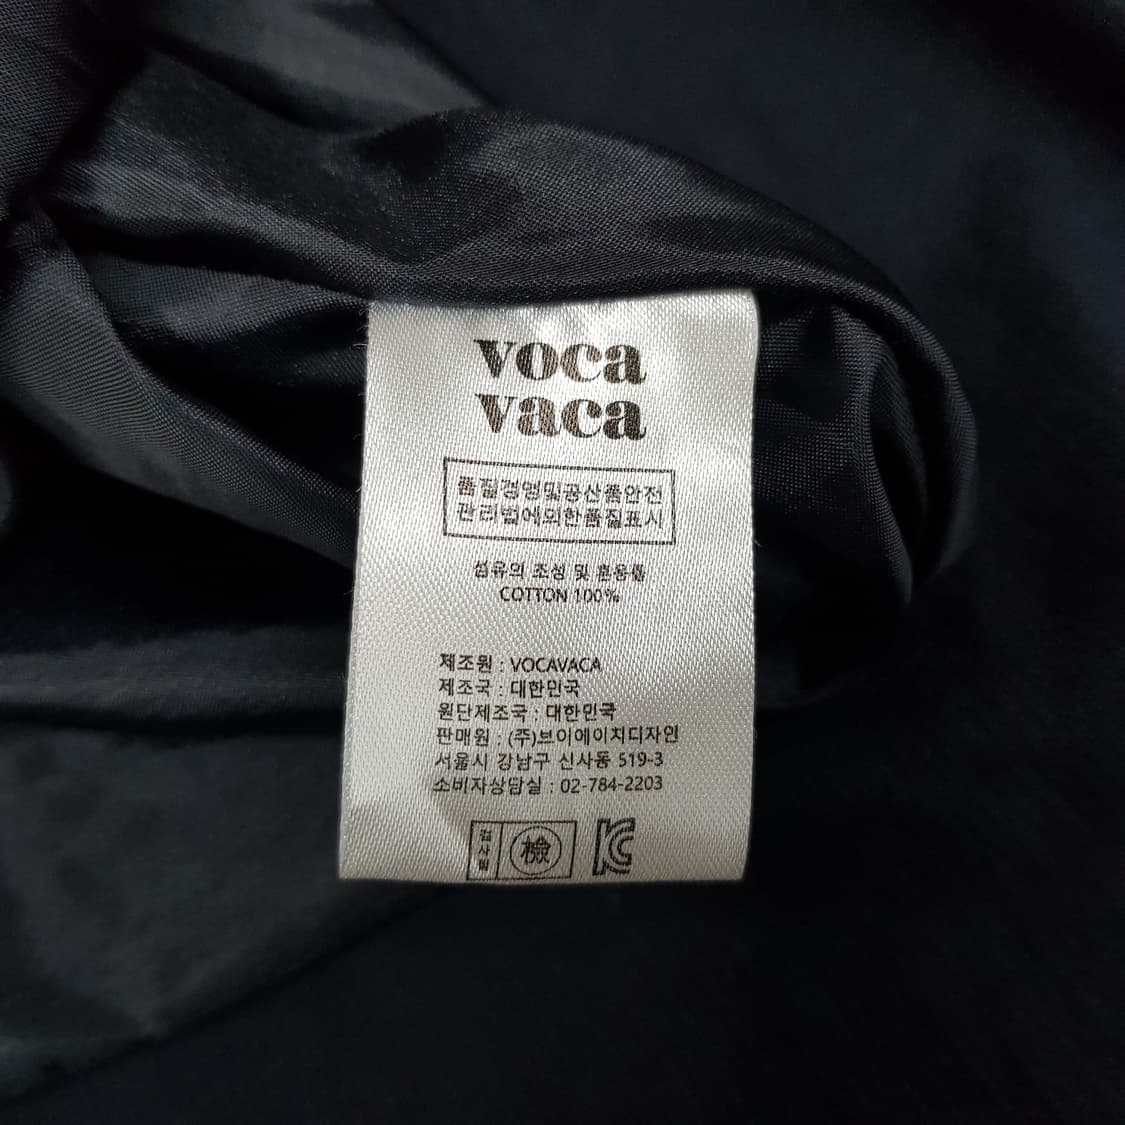 voca
vaca
품질경영및공산품안전
관리법에의한품질표시
섬유의 조성 및 혼용률
COTTON 100%
제조원 : VOCAVACA
제조국 : 대한민국
원단제조국 : 대한민국
판매원 : (주)브이에이치디자인
서울시 강남구 신사동 519-3
소비자상담실 : 02-784-2203
검사필 檢 KC